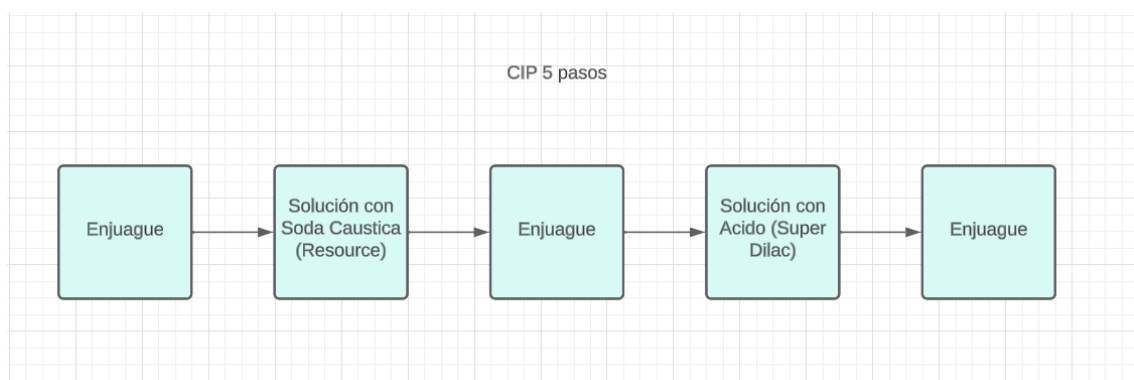 CIP 5 pasos
Enjuague
Solución con
Soda Caustica
(Resource)
Enjuague
Solución con
Acido (Super
Dilac)
Enjuague